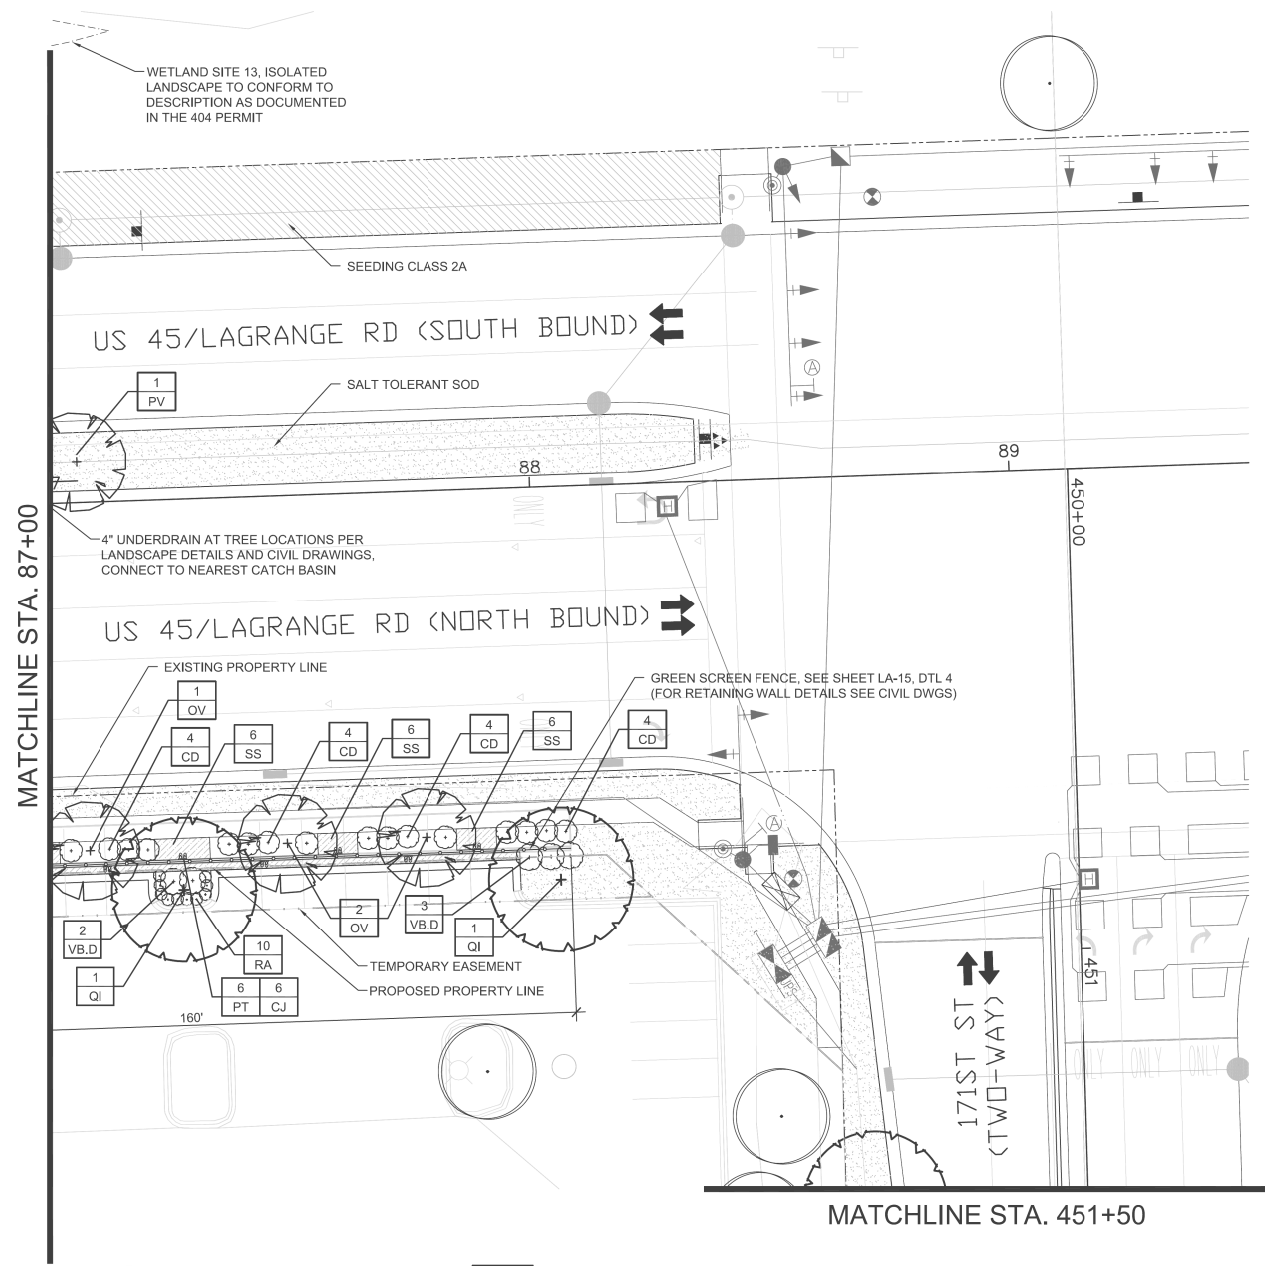 WETLAND SITE 13, ISOLATED
LANDSCAPE TO CONFORM TO
DESCRIPTION AS DOCUMENTED
IN THE 404 PERMIT
SEEDING CLASS 2A
US 45/LAGRANGE RD (SOUTH BOUND)
A
1
PV
SALT TOLERANT SOD
88
89
450+00
H
ONLY
4" UNDERDRAIN AT TREE LOCATIONS PER
LANDSCAPE DETAILS AND CIVIL DRAWINGS,
CONNECT TO NEAREST CATCH BASIN
MATCHLINE STA. 87+00
US 45/LAGRANGE RD (NORTH BOUND)
EXISTING PROPERTY LINE
GREEN SCREEN FENCE, SEE SHEET LA-15, DTL 4
(FOR RETAINING WALL DETAILS SEE CIVIL DWGS)
1
OV
4
CD
6
SS
4
CD
6
SS
4
CD
6
SS
4
CD
A
H
2
VB.D
1
QI
10
RA
6
PT
6
CJ
2
OV
3
VB.D
1
QI
TEMPORARY EASEMENT
PROPOSED PROPERTY LINE
160'
UPS
451
171ST ST
(TWO-WAY)
ONLY
ONLY
ONLY
MATCHLINE STA. 451+50